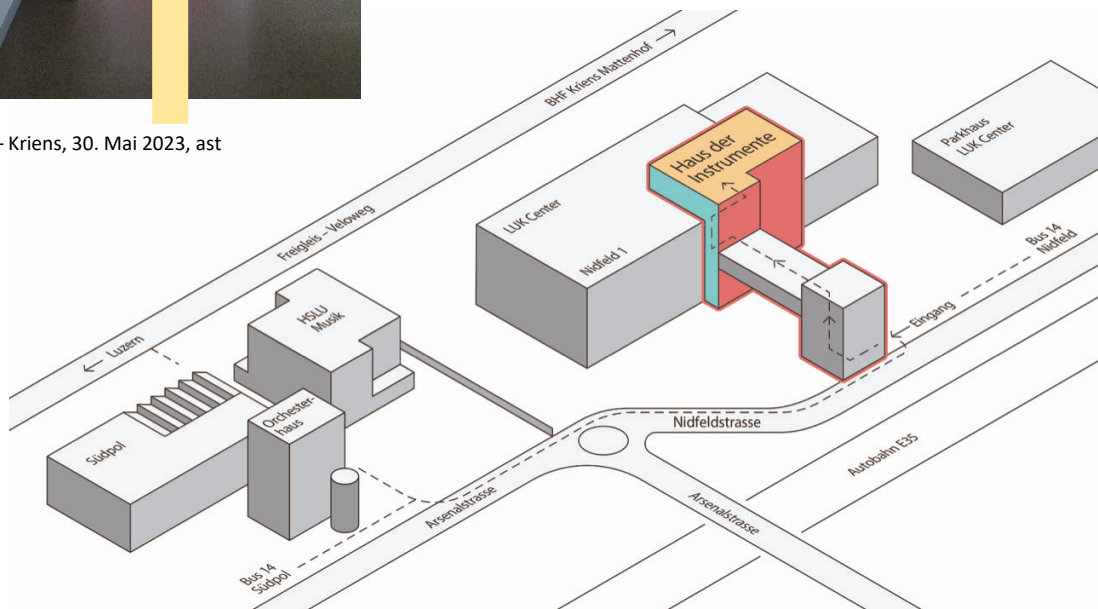 - Kriens, 30. Mai 2023, ast
BHF Kriens Mattenhof
Haus der
Instrumente
Parkhaus
LUK Center
LUK Center
Nidfeld 1
Freigleis – Veloweg
Bus 14
Nidfeld
Eingang
HSLU
Musik
Luzern
Orchester-
haus
Südpol
Nidfeldstrasse
Autobahn E35
Arsenalstrasse
Arsenalstrasse
Bus 14
Südpol